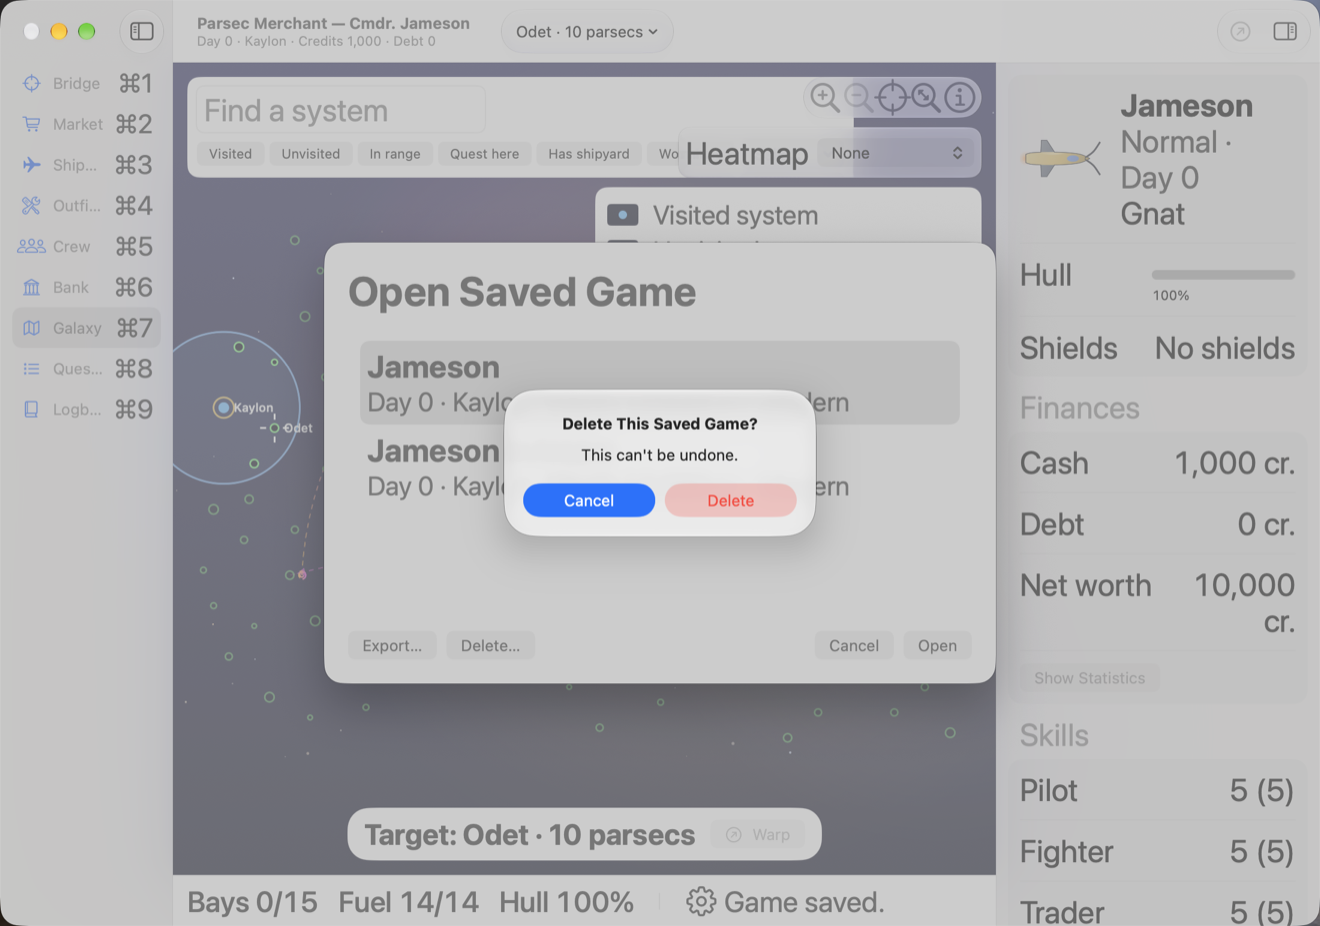 Parsec Merchant — Cmdr. Jameson
Day 0 · Kaylon · Credits 1,000 · Debt 0
Odet · 10 parsecs
Bridge ⌘1
Market ⌘2
Ship... ⌘3
Outfi... ⌘4
Crew ⌘5
Bank ⌘6
Galaxy ⌘7
Ques... ⌘8
Logb... ⌘9
Find a system
Visited
Unvisited
In range
Quest here
Has shipyard
Wo
Heatmap
None
Visited system
Kaylon
Odet
Open Saved Game
Jameson
Day 0 · Kaylo
ern
Jameson
Day 0 · Kayl
ern
Delete This Saved Game?
This can't be undone.
Cancel
Delete
Export...
Delete...
Cancel
Open
Target: Odet · 10 parsecs
Warp
Bays 0/15 Fuel 14/14 Hull 100%
Game saved.
Jameson
Normal ·
Day 0
Gnat
Hull
100%
Shields No shields
Finances
Cash 1,000 cr.
Debt 0 cr.
Net worth 10,000
cr.
Show Statistics
Skills
Pilot 5 (5)
Fighter 5 (5)
Trader 5 (5)